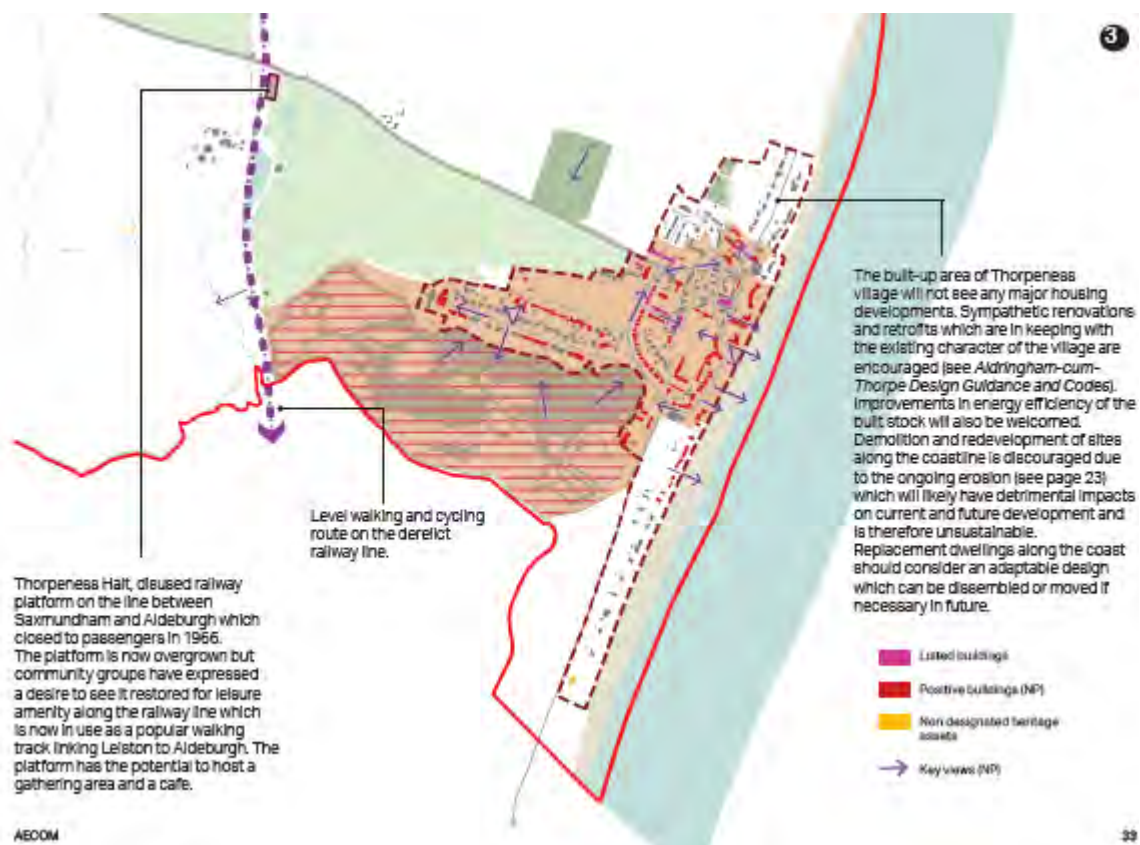 3
The built-up area of Thorpeness
village will not see any major housing
developments. Sympathetic renovations
and retrofits which are in keeping with
the existing character of the village are
encouraged (see Aldringham-cum-
Thorpe Design Guidance and Codes).
Improvements in energy efficiency of the
built stock will also be welcomed.
Demolition and redevelopment of sites
along the coastline is discouraged due
to the ongoing erosion (see page 23)
which will likely have detrimental impacts
on current and future development and
is therefore unsustainable.
Replacement dwellings along the coast
should consider an adaptable design
which can be dissembled or moved if
necessary in future.
Level walking and cycling
route on the derelict
railway line.
Thorpeness Halt, disused railway
platform on the line between
Saxmundham and Aldeburgh which
closed to passengers in 1966.
The platform is now overgrown but
community groups have expressed
a desire to see it restored for leisure
amenity along the railway line which
is now in use as a popular walking
track linking Leiston to Aldeburgh. The
platform has the potential to host a
gathering area and a cafe.
Listed buildings
Positive buildings (NP)
Non designated heritage
assets
Key views (NP)
AECOM
33